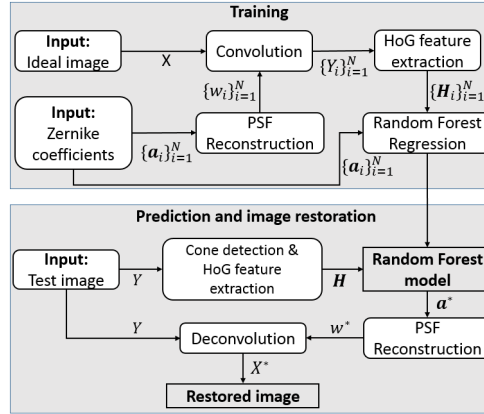 Training
Input:
Ideal image
X
Convolution
{Y_i}_{i=1}^N
HoG feature
extraction
{w_i}_{i=1}^N
{H_i}_{i=1}^N
Input:
Zernike
coefficients
{a_i}_{i=1}^N
PSF
Reconstruction
{a_i}_{i=1}^N
Random Forest
Regression
Prediction and image restoration
Input:
Test image
Y
Cone detection &
HoG feature
extraction
H
Random Forest
model
a*
Y
Deconvolution
w*
PSF
Reconstruction
X*
Restored image